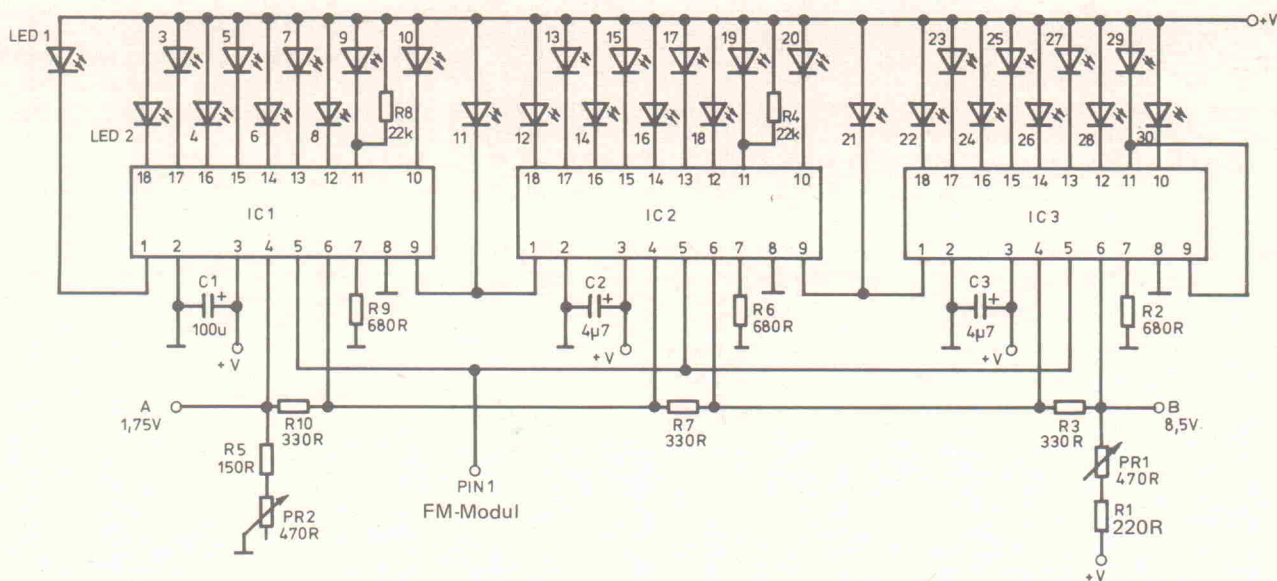 +V
LED 1
3 5 7 9 10 13 15 17 19 20 23 25 27 29
LED 2 4 6 8 R8 22k 11 12 14 16 18 R4 22k 21 22 24 26 28 30
18 17 16 15 14 13 12 11 10
18 17 16 15 14 13 12 11 10
18 17 16 15 14 13 12 11 10
IC1
IC2
IC3
1 2 3 4 5 6 7 8 9
1 2 3 4 5 6 7 8 9
1 2 3 4 5 6 7 8 9
C1 +
100u
R9
680R
C2 +
4µ7
R6
680R
C3 +
4µ7
R2
680R
+V
+V
+V
A
1,75V
R10
330R
R7
330R
R3
330R
B
8,5V
R5
150R
PR2
470R
PIN1
FM-Modul
PR1
470R
R1
220R
+V